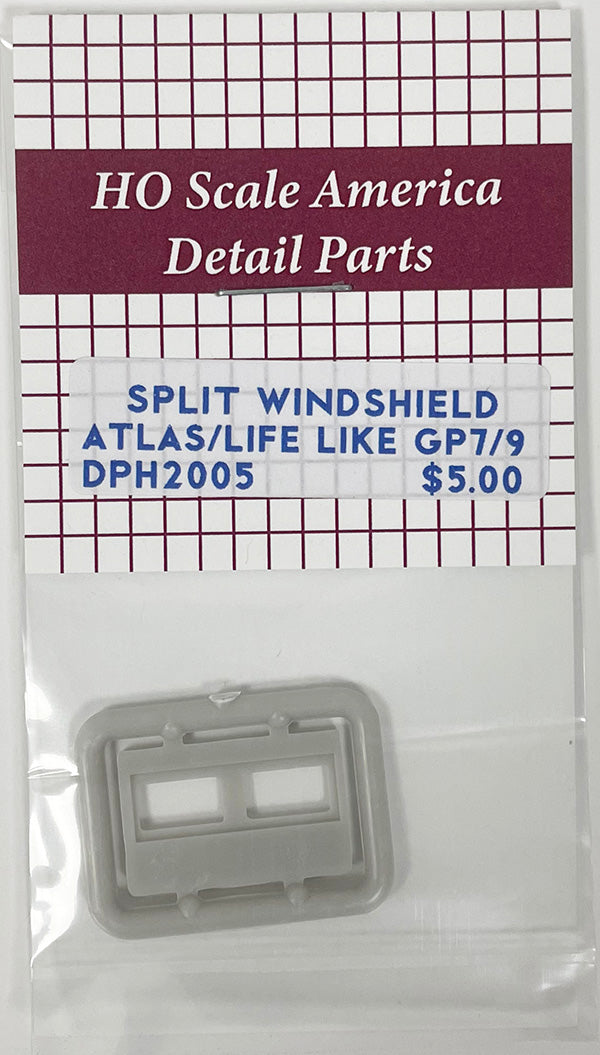 HO Scale America
Detail Parts
SPLIT WINDSHIELD
ATLAS/LIFE LIKE GP7/9
DPH2005 $5.00